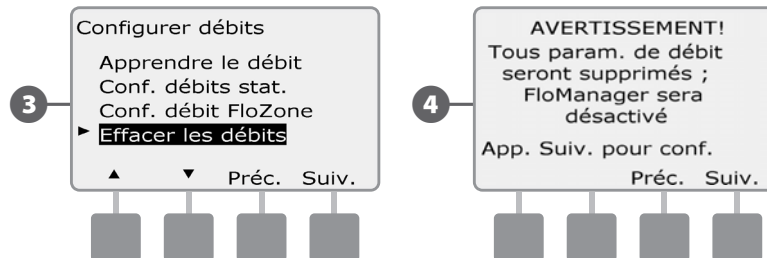 3
Configurer débits
Apprendre le débit
Conf. débits stat.
Conf. débit FloZone
► Effacer les débits
▲ ▼ Préc. Suiv.
4
AVERTISSEMENT!
Tous param. de débit
seront supprimés ;
FloManager sera
désactivé
App. Suiv. pour conf.
Préc. Suiv.